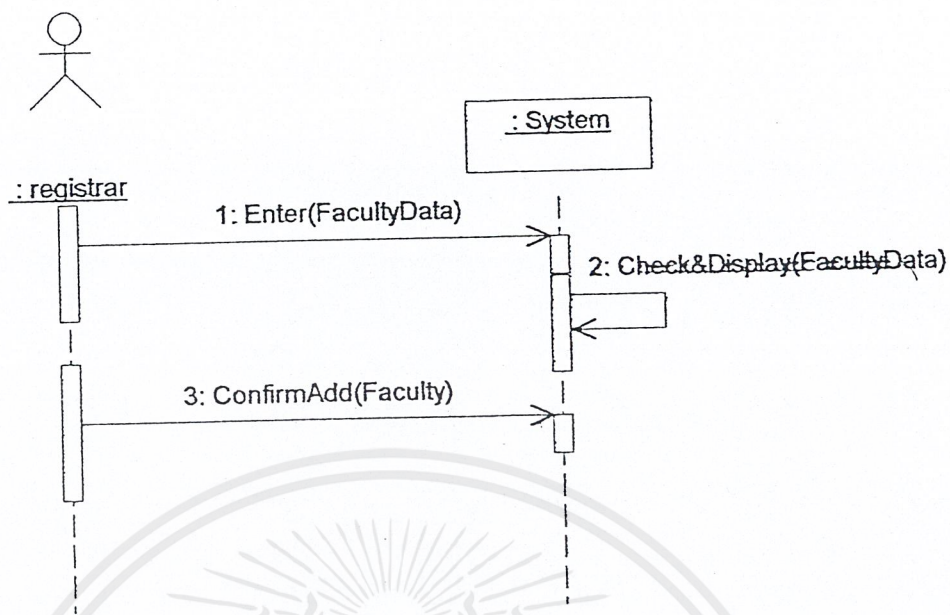 : System
: registrar
1: Enter(FacultyData)
2: Check&Display(FacultyData)
3: ConfirmAdd(Faculty)